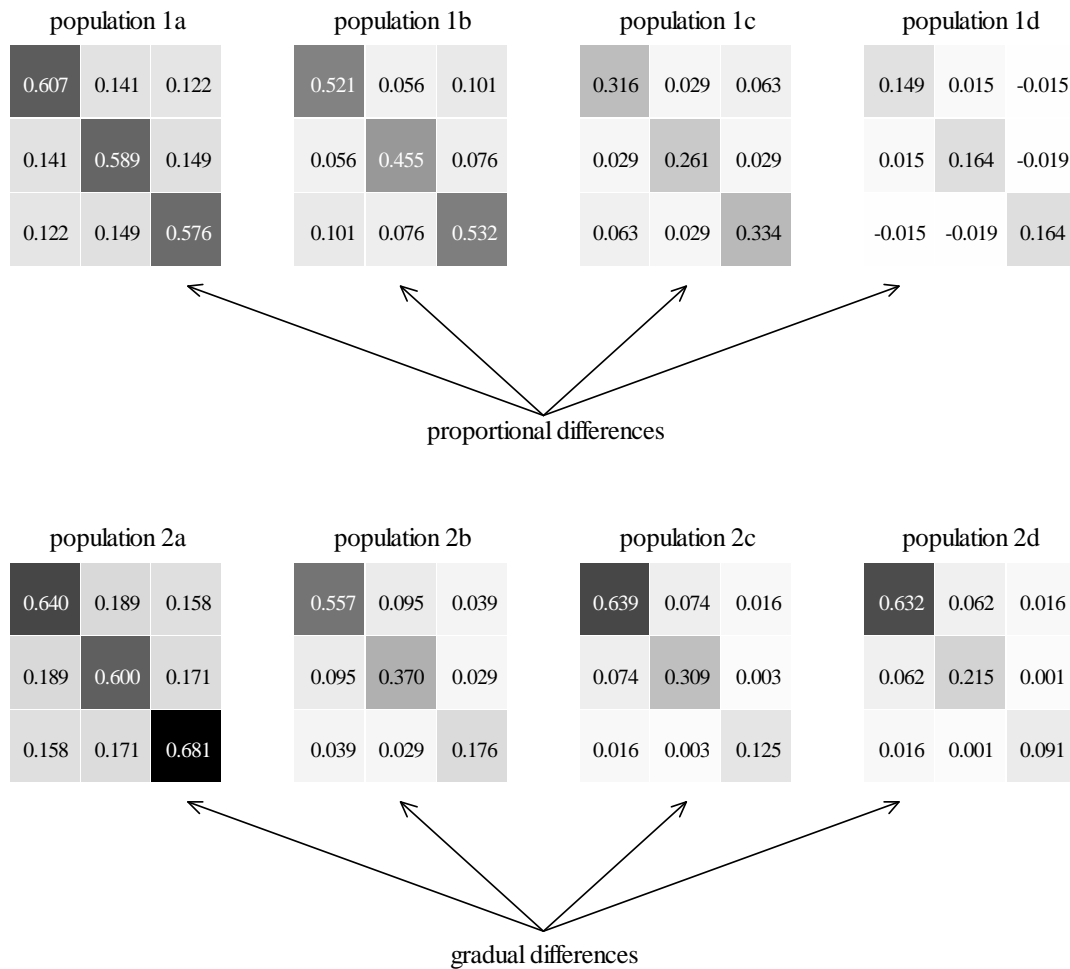 population 1a population 1b population 1c population 1d
0.607 0.141 0.122 0.521 0.056 0.101 0.316 0.029 0.063 0.149 0.015 -0.015
0.141 0.589 0.149 0.056 0.455 0.076 0.029 0.261 0.029 0.015 0.164 -0.019
0.122 0.149 0.576 0.101 0.076 0.532 0.063 0.029 0.334 -0.015 -0.019 0.164
proportional differences
population 2a population 2b population 2c population 2d
0.640 0.189 0.158 0.557 0.095 0.039 0.639 0.074 0.016 0.632 0.062 0.016
0.189 0.600 0.171 0.095 0.370 0.029 0.074 0.309 0.003 0.062 0.215 0.001
0.158 0.171 0.681 0.039 0.029 0.176 0.016 0.003 0.125 0.016 0.001 0.091
gradual differences